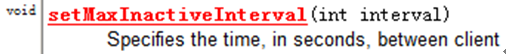 void setMaxInactiveInterval(int interval)
Specifies the time, in seconds, between client